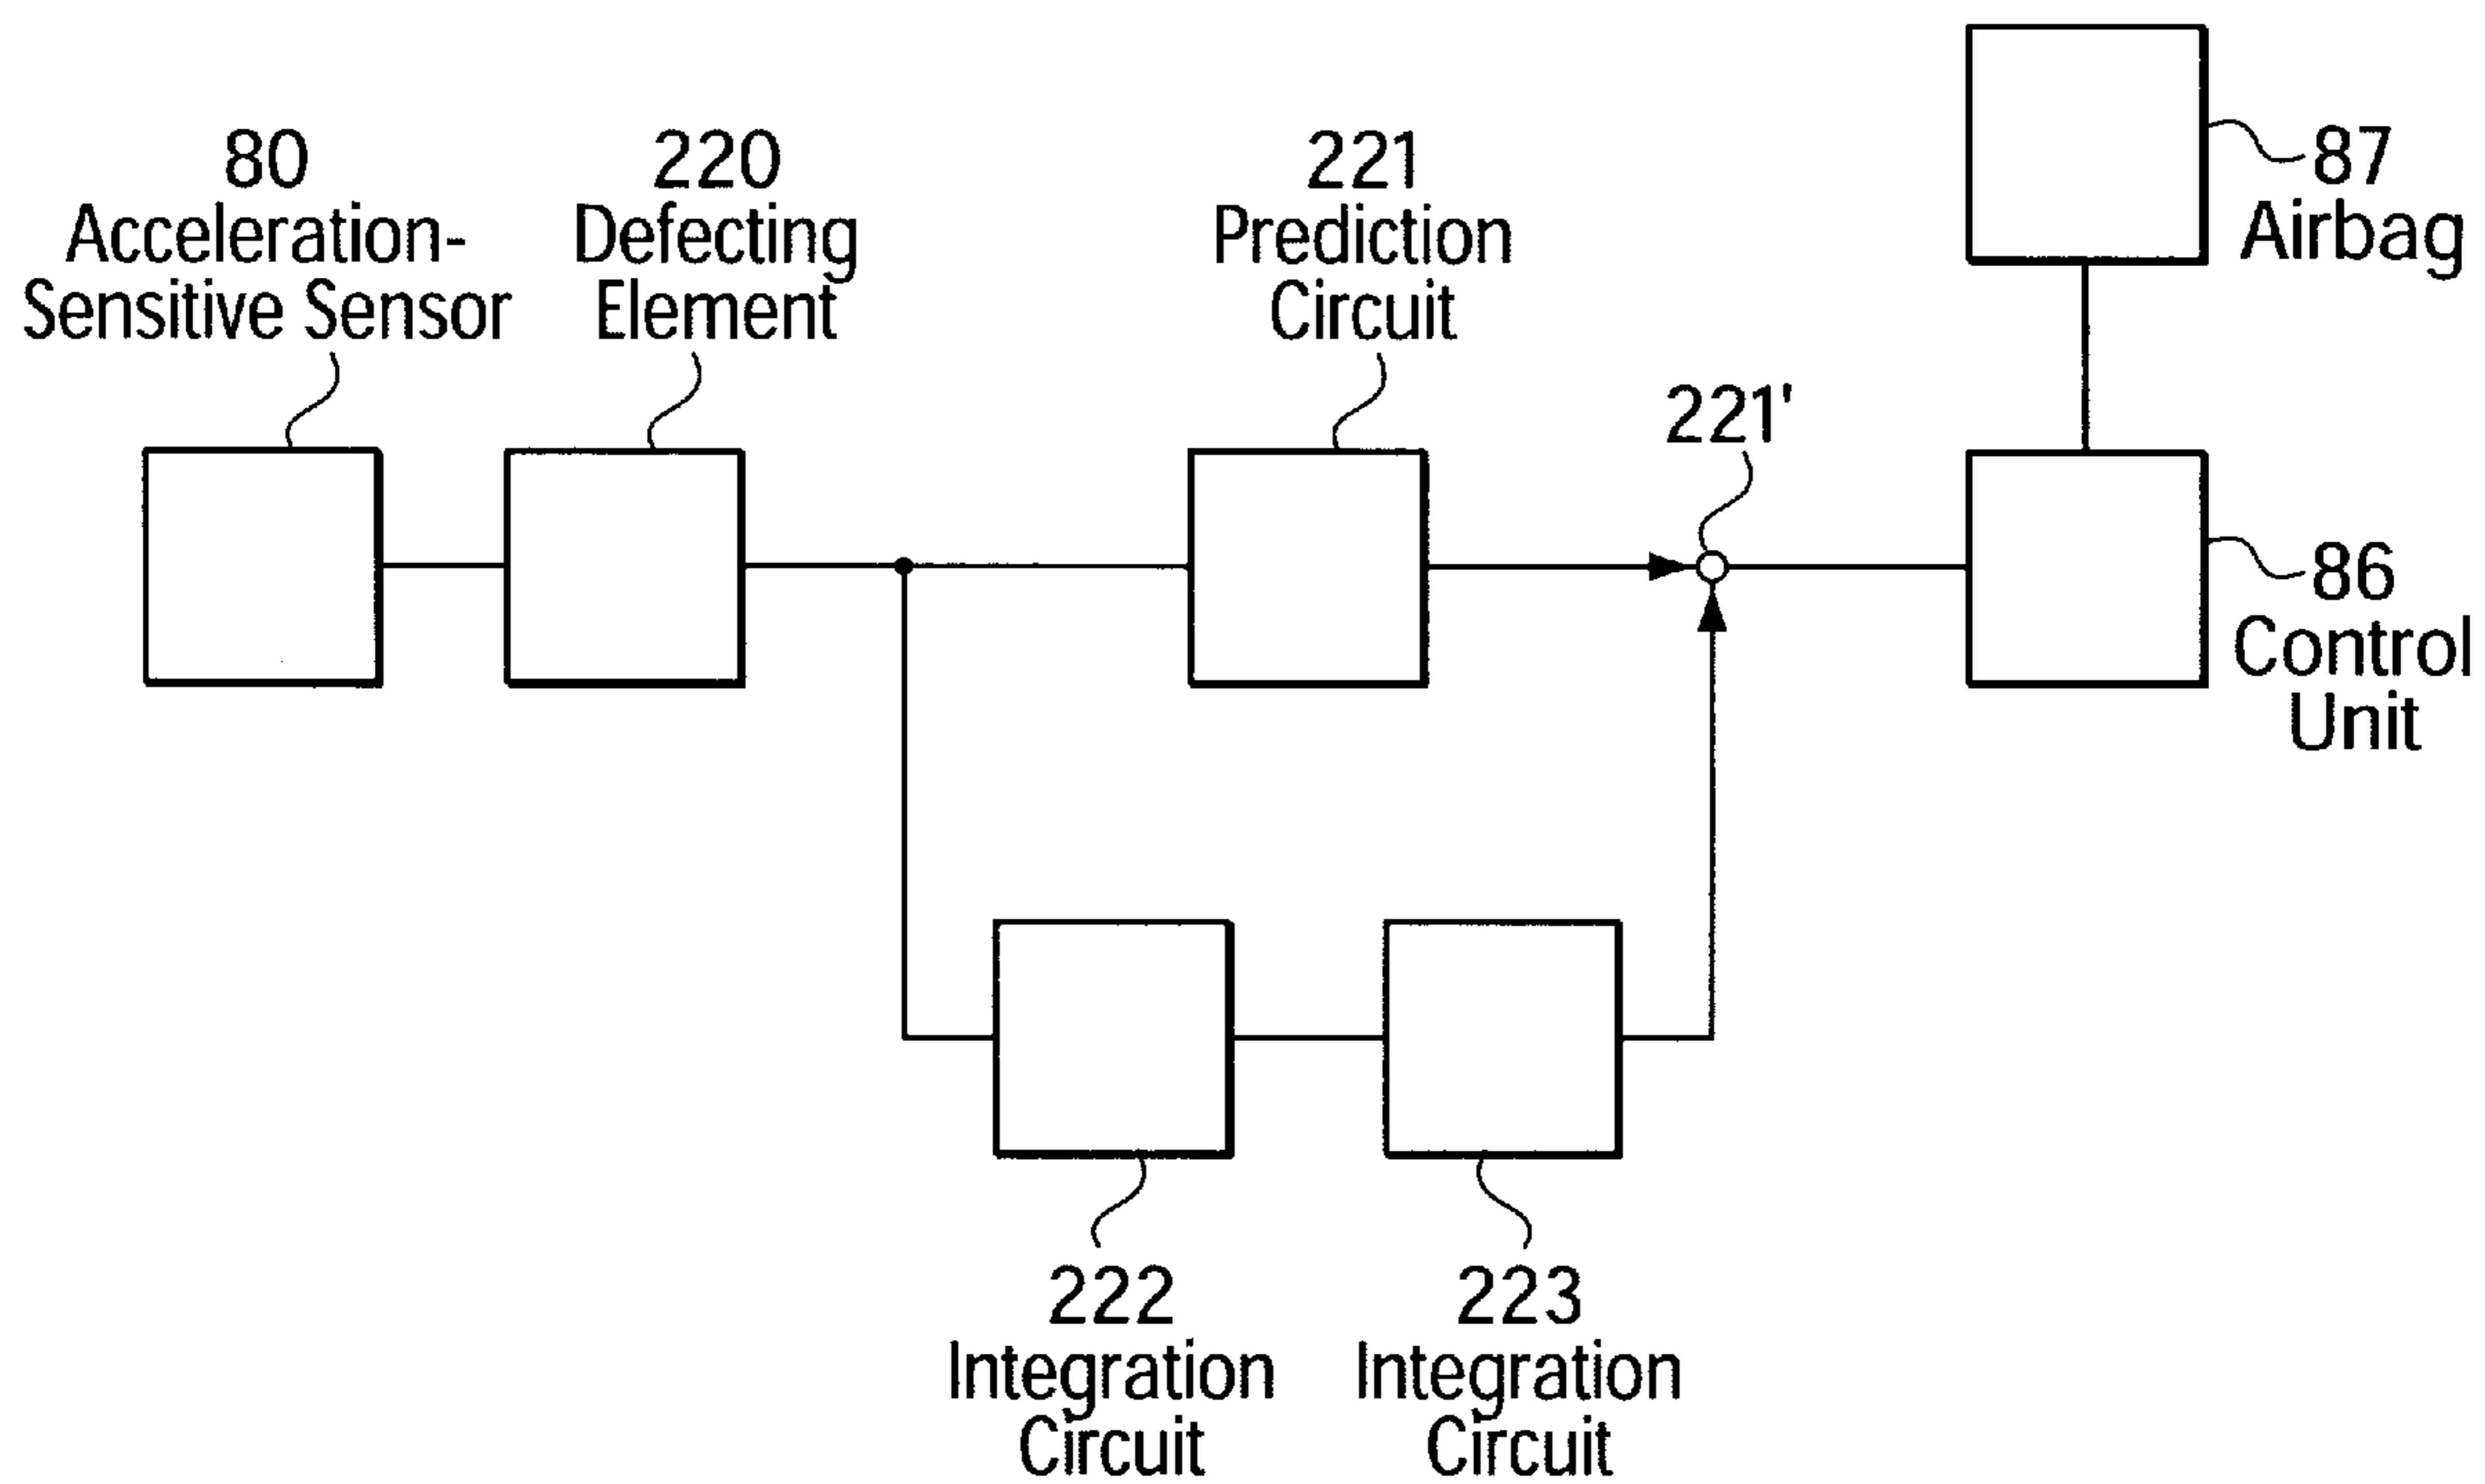 80
Acceleration-
Sensitive Sensor
220
Defecting
Element
221
Prediction
Circuit
221'
87
Airbag
86
Control
Unit
222
Integration
Circuit
223
Integration
Circuit